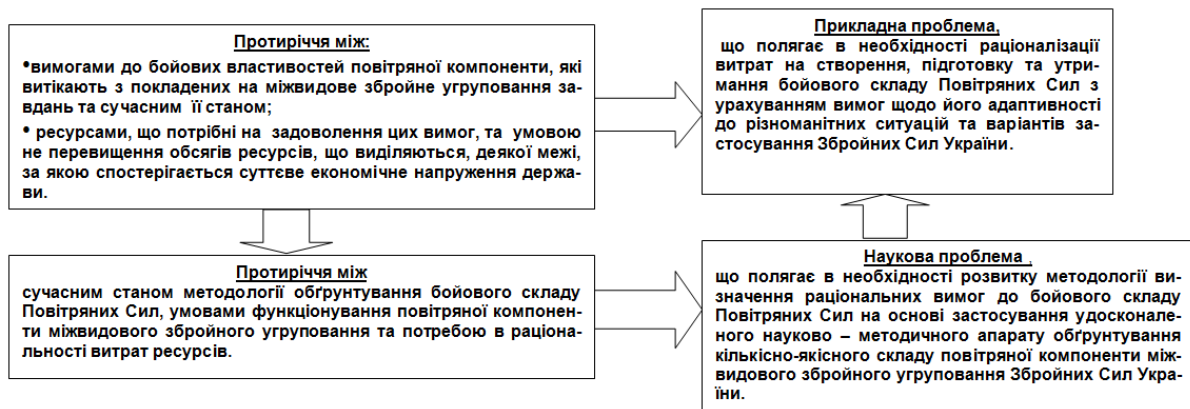 Протиріччя між:
•вимогами до бойових властивостей повітряної компоненти, які
витікають з покладених на міжвидове збройне угруповання за-
вдань та сучасним її станом;
• ресурсами, що потрібні на задоволення цих вимог, та умовою
не перевищення обсягів ресурсів, що виділяються, деякої межі,
за якою спостерігається суттєве економічне напруження держа-
ви.
Прикладна проблема,
що полягає в необхідності раціоналізації
витрат на створення, підготовку та утри-
мання бойового складу Повітряних Сил з
урахуванням вимог щодо його адаптивності
до різноманітних ситуацій та варіантів за-
стосування Збройних Сил України.
Протиріччя між
сучасним станом методології обґрунтування бойового складу
Повітряних Сил, умовами функціонування повітряної компонен-
ти міжвидового збройного угруповання та потребою в раціо-
нальності витрат ресурсів.
Наукова проблема ,
що полягає в необхідності розвитку методології ви-
значення раціональних вимог до бойового складу
Повітряних Сил на основі застосування удосконале-
ного науково – методичного апарату обґрунтування
кількісно-якісного складу повітряної компоненти між-
видового збройного угруповання Збройних Сил Укра-
їни.